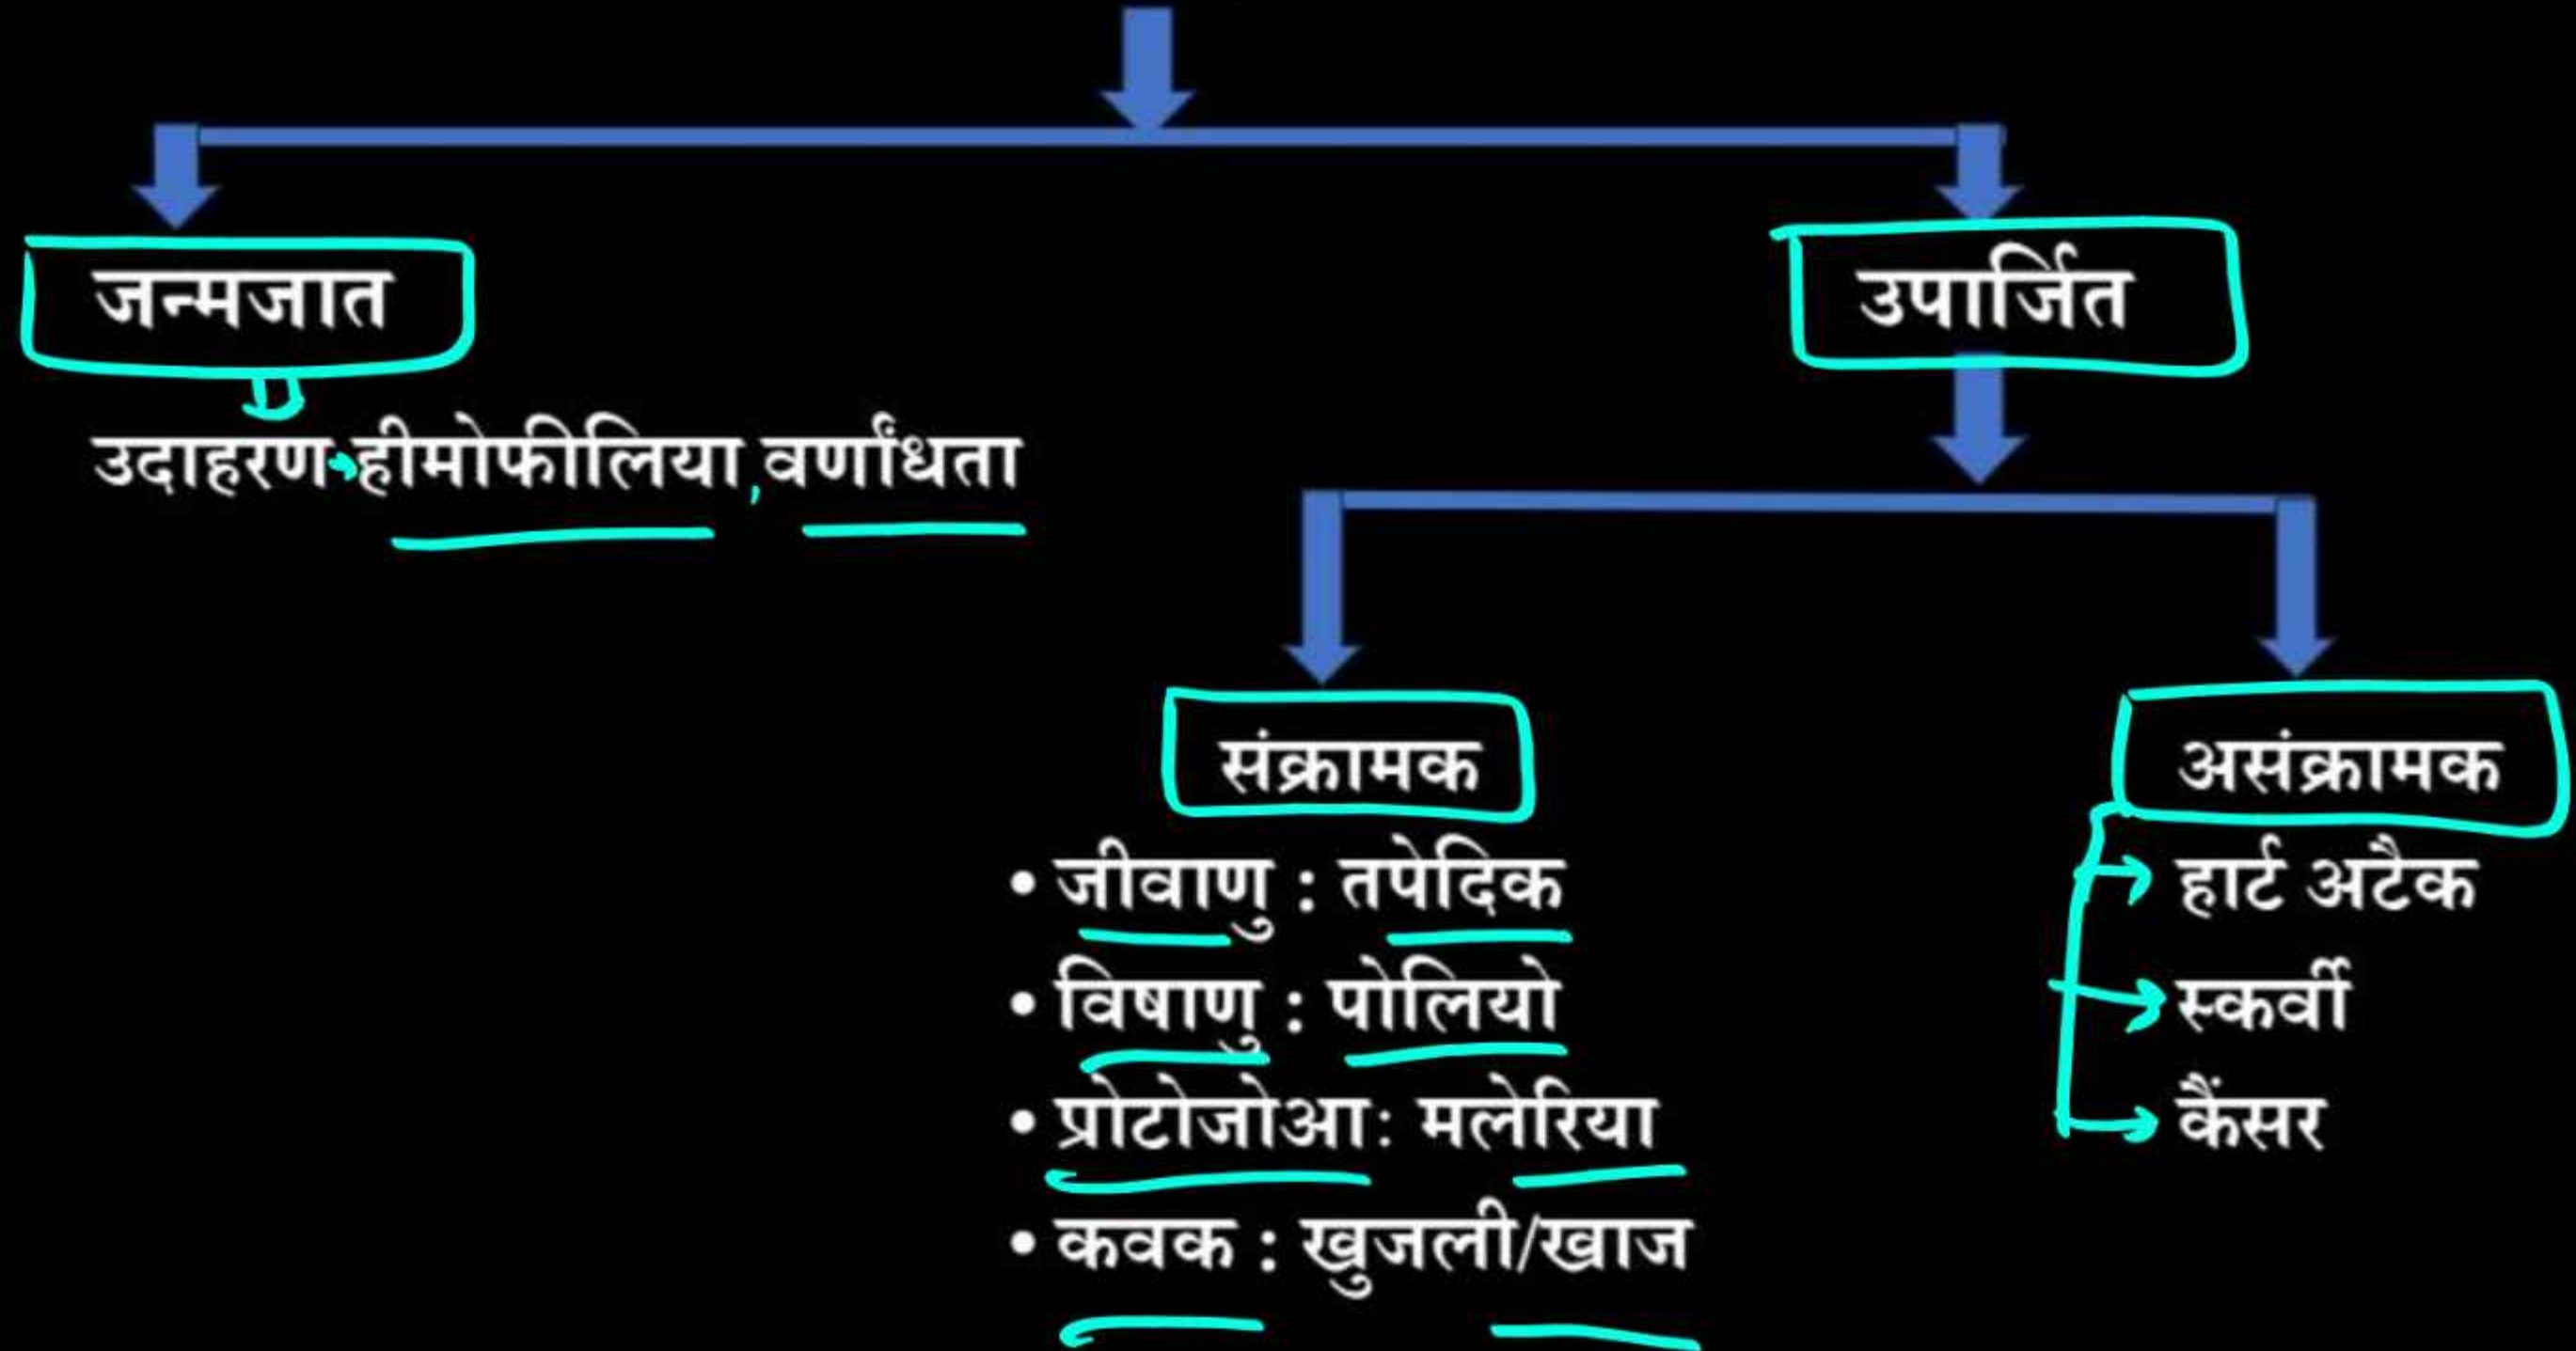 जन्मजात
उपार्जित
उदाहरण हीमोफीलिया,वर्णांधता
संक्रामक
असंक्रामक
• जीवाणु : तपेदिक
• विषाणु : पोलियो
• प्रोटोजोआ: मलेरिया
• कवक : खुजली/खाज
हार्ट अटैक
स्कर्वी
कैंसर